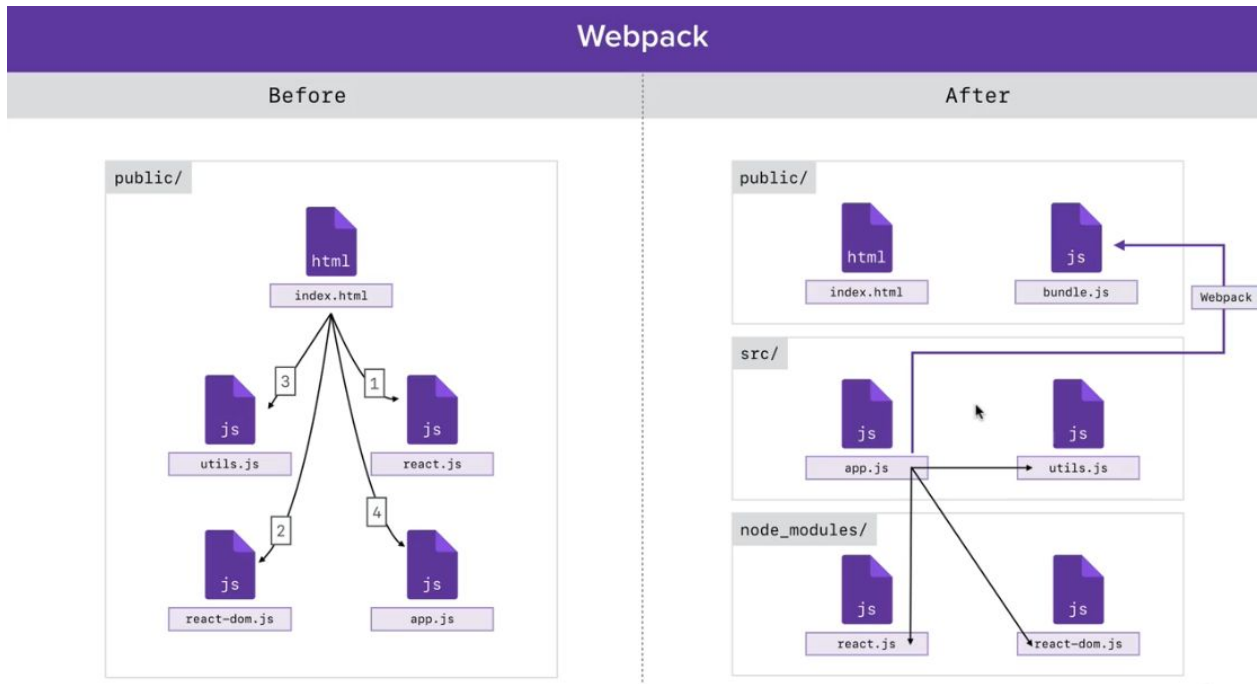 Webpack
Before
After
public/
html
index.html
3
1
js
utils.js
js
react.js
2
4
js
react-dom.js
js
app.js
public/
html
index.html
js
bundle.js
Webpack
src/
js
app.js
js
utils.js
node_modules/
js
react.js
js
react-dom.js